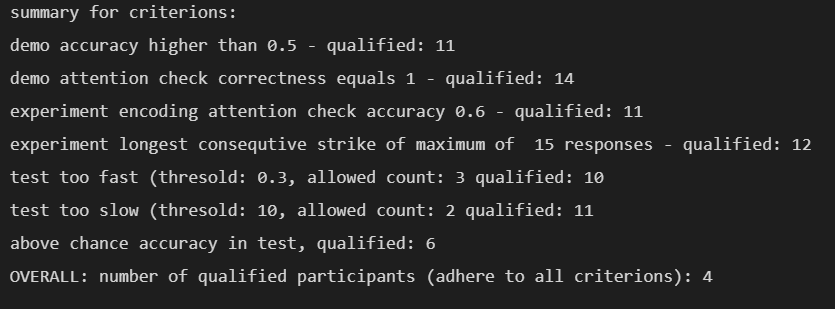 summary for criterions:
demo accuracy higher than 0.5 - qualified: 11
demo attention check correctness equals 1 - qualified: 14
experiment encoding attention check accuracy 0.6 - qualified: 11
experiment longest consequtive strike of maximum of  15 responses - qualified: 12
test too fast (thresold: 0.3, allowed count: 3 qualified: 10
test too slow (thresold: 10, allowed count: 2 qualified: 11
above chance accuracy in test, qualified: 6
OVERALL: number of qualified participants (adhere to all criterions): 4